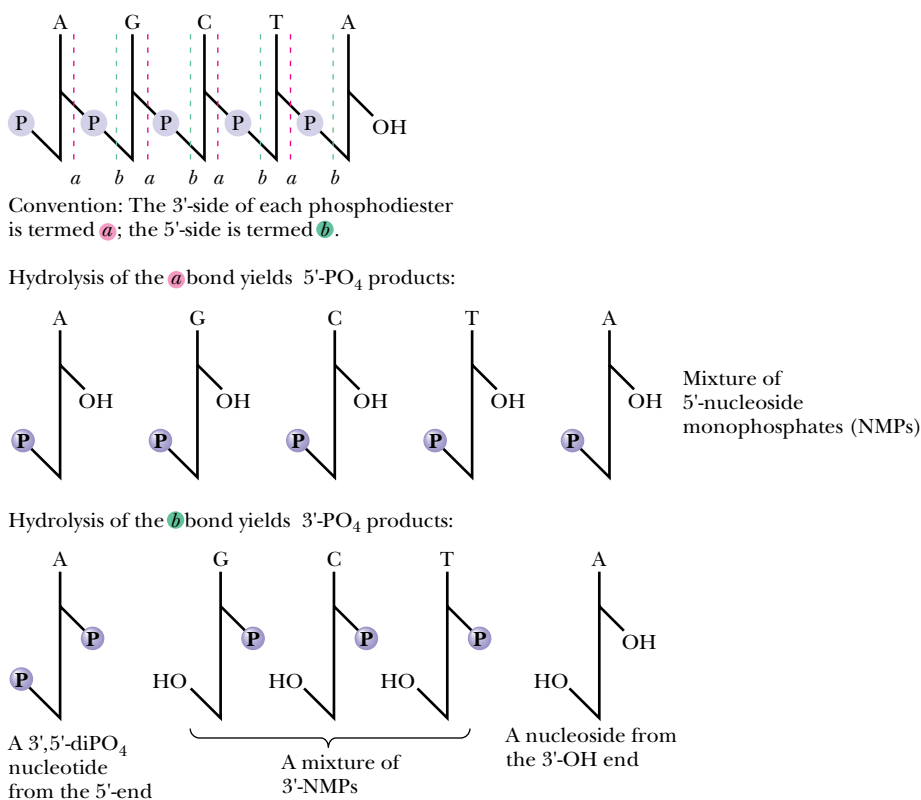 A G C T A
P P P P P OH
a b a b a b a b
Convention: The 3'-side of each phosphodiester
is termed a; the 5'-side is termed b.
Hydrolysis of the a bond yields 5'-PO4 products:
A G C T A
OH OH OH OH OH
P P P P P
Mixture of
5'-nucleoside
monophosphates (NMPs)
Hydrolysis of the b bond yields 3'-PO4 products:
A G C T A
P P P P OH
P HO HO HO HO
A 3',5'-diPO4
nucleotide
from the 5'-end
A mixture of
3'-NMPs
A nucleoside from
the 3'-OH end